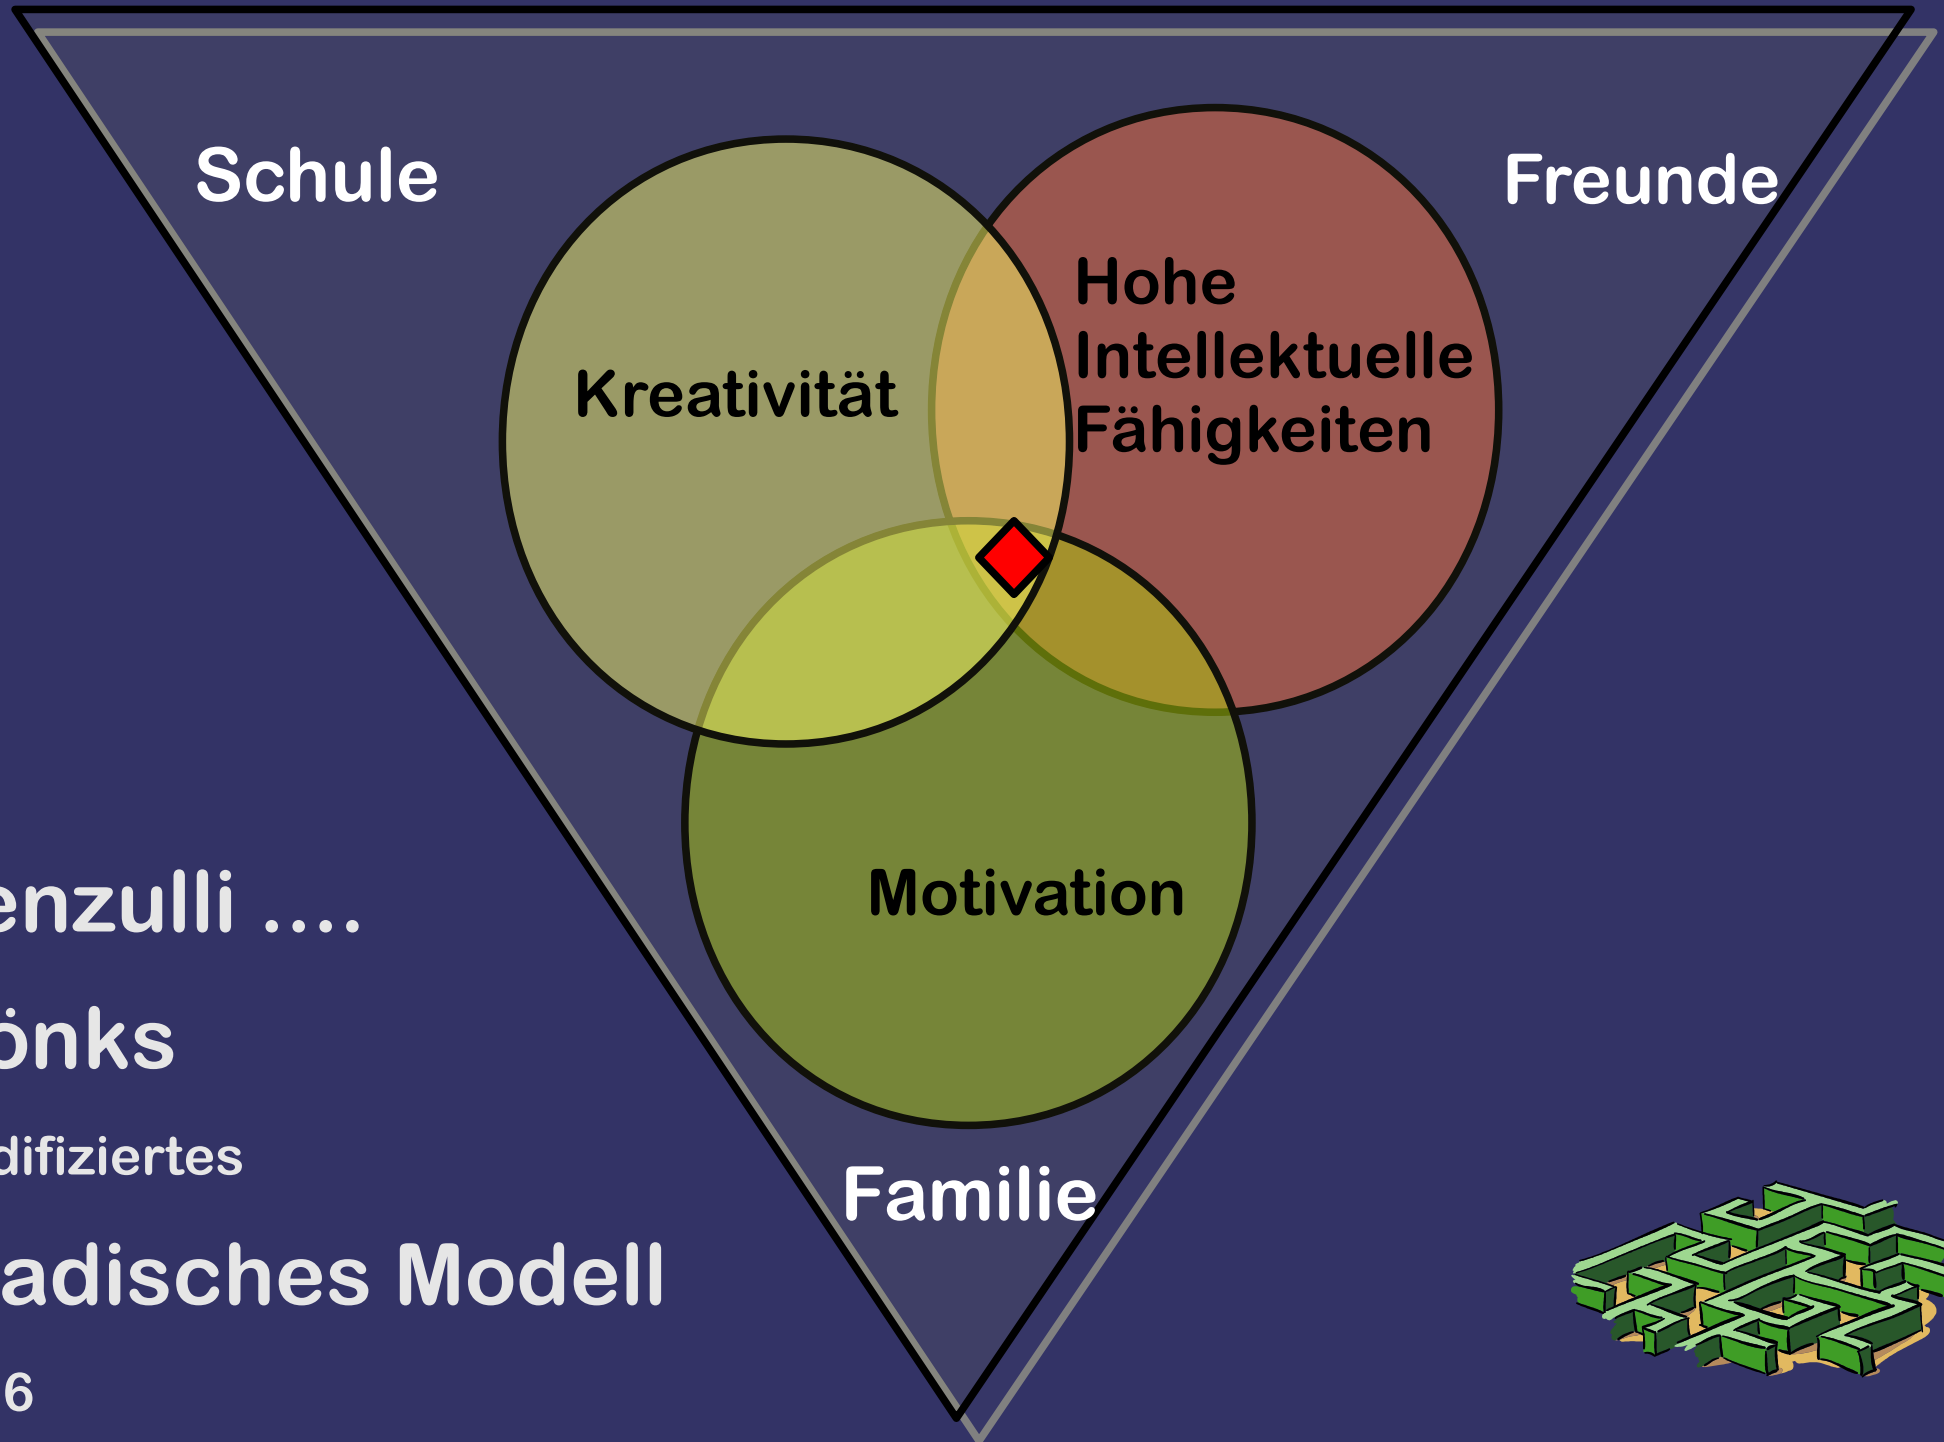 Schule
Freunde
Hohe
Intellektuelle
Fähigkeiten
Kreativität
Motivation
enzulli ....
önks
difiziertes
Familie
adisches Modell
6